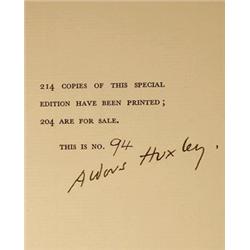 214 COPIES OF THIS SPECIAL
EDITION HAVE BEEN PRINTED;
204 ARE FOR SALE.
THIS IS NO. 94
Aldous Huxley.